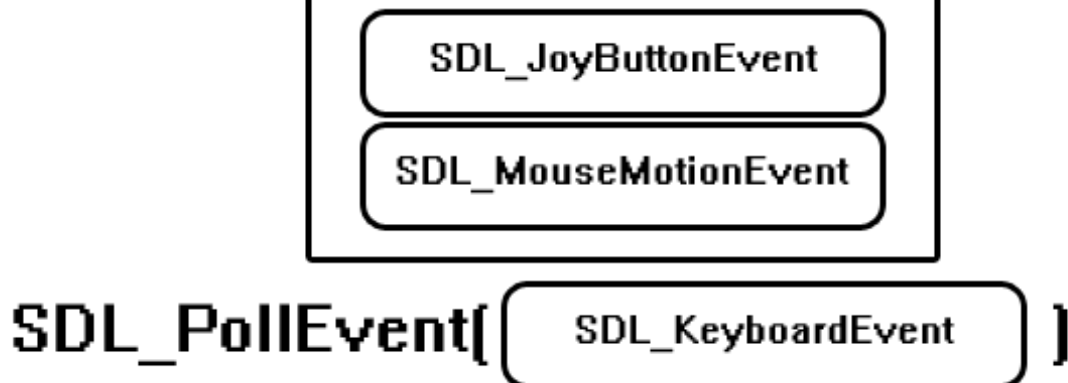 SDL_JoyButtonEvent
SDL_MouseMotionEvent
SDL_PollEvent( SDL_KeyboardEvent )